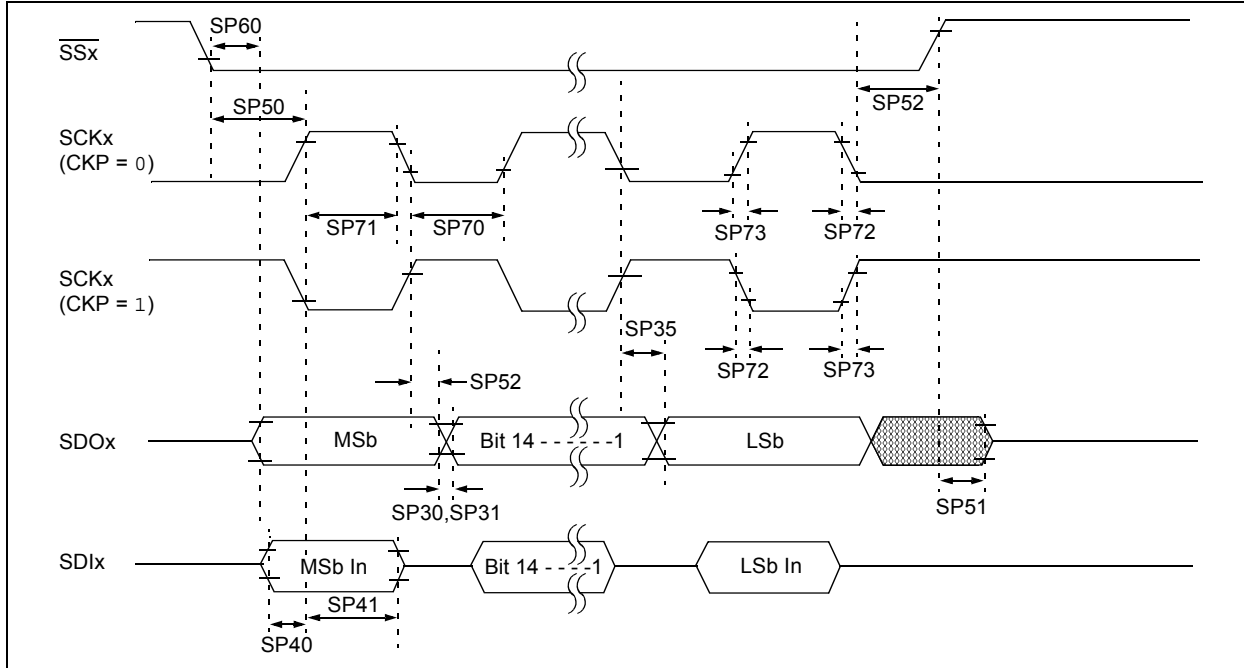 SP60
SSx
SP52
SP50
SCKx
(CKP = 0)
SP71
SP70
SP73
SP72
SCKx
(CKP = 1)
SP35
SP72
SP73
SP52
SDOx
MSb
Bit 14 - - - - - -1
LSb
SP30,SP31
SP51
SDIx
MSb In
Bit 14 - - - -1
LSb In
SP41
SP40